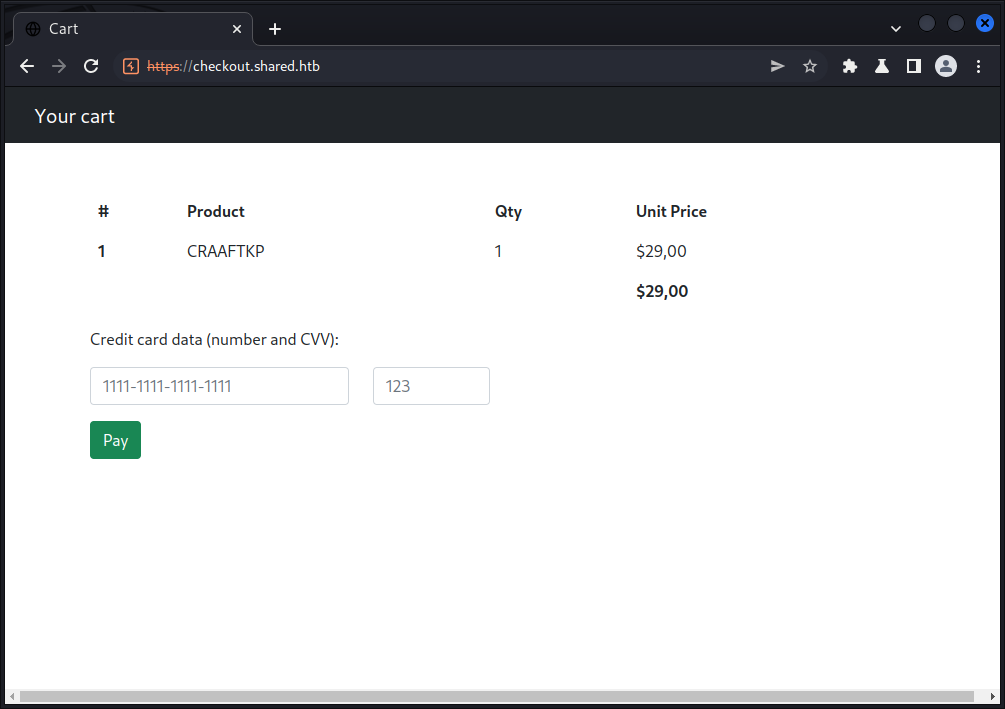 Cart
https://checkout.shared.htb
Your cart
# Product Qty Unit Price
1 CRAAFTKP 1 $29,00
$29,00
Credit card data (number and CVV):
1111-1111-1111-1111 123
Pay